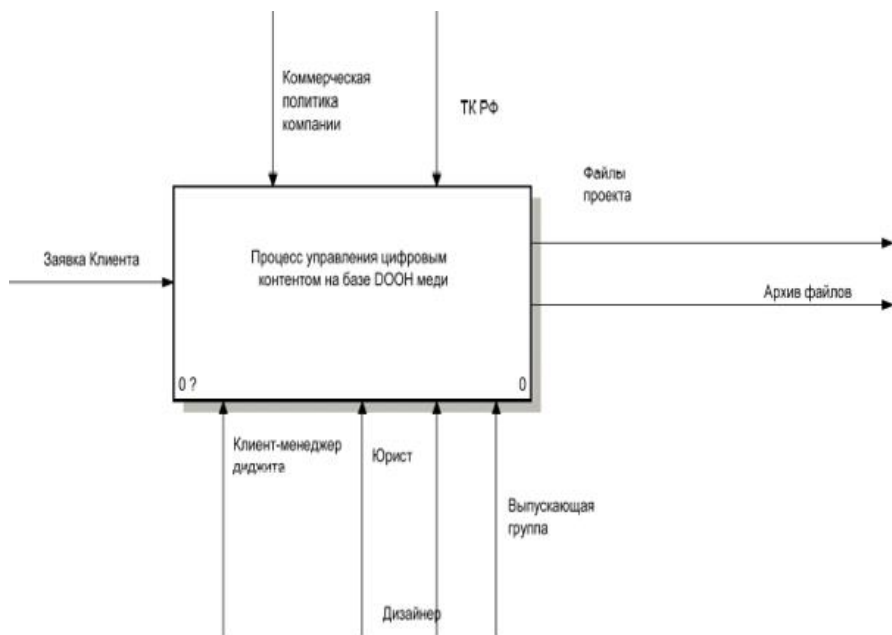 Коммерческая
политика
компании
ТК РФ
Файлы
проекта
Заявка Клиента
Процесс управления цифровым
контентом на базе DOOH меди
Архив файлов
0 ?
0
Клиент-менеджер
диджита
Юрист
Выпускающая
группа
Дизайнер